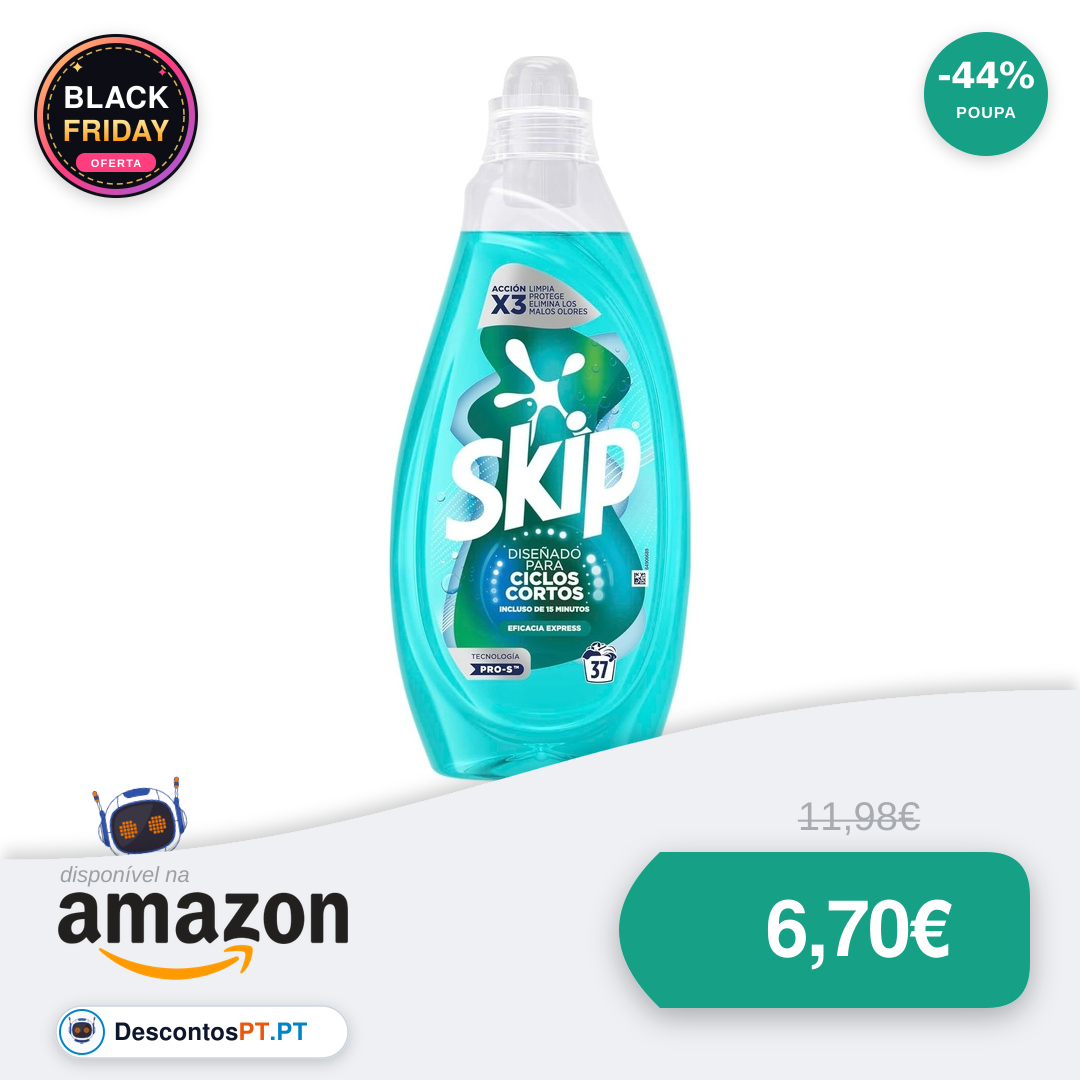 BLACK
FRIDAY
OFERTA
-44%
POUPA
ACCIÓN
X3
LIMPIA
PROTEGE
ELIMINA LOS
MALOS OLORES
SKIP®
DISEÑADO
PARA
CICLOS
CORTOS
INCLUSO DE 15 MINUTOS
EFICACIA EXPRESS
TECNOLOGÍA
PRO-S™
37
11,98€
6,70€
disponível na
amazon
DescontosPT.PT